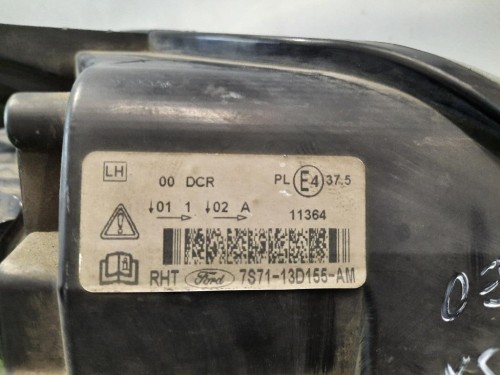 LH
00 DCR
PL E4 37.5
↓01 1 ↓02 A
11364
RHT Ford 7S71-13D155-AM